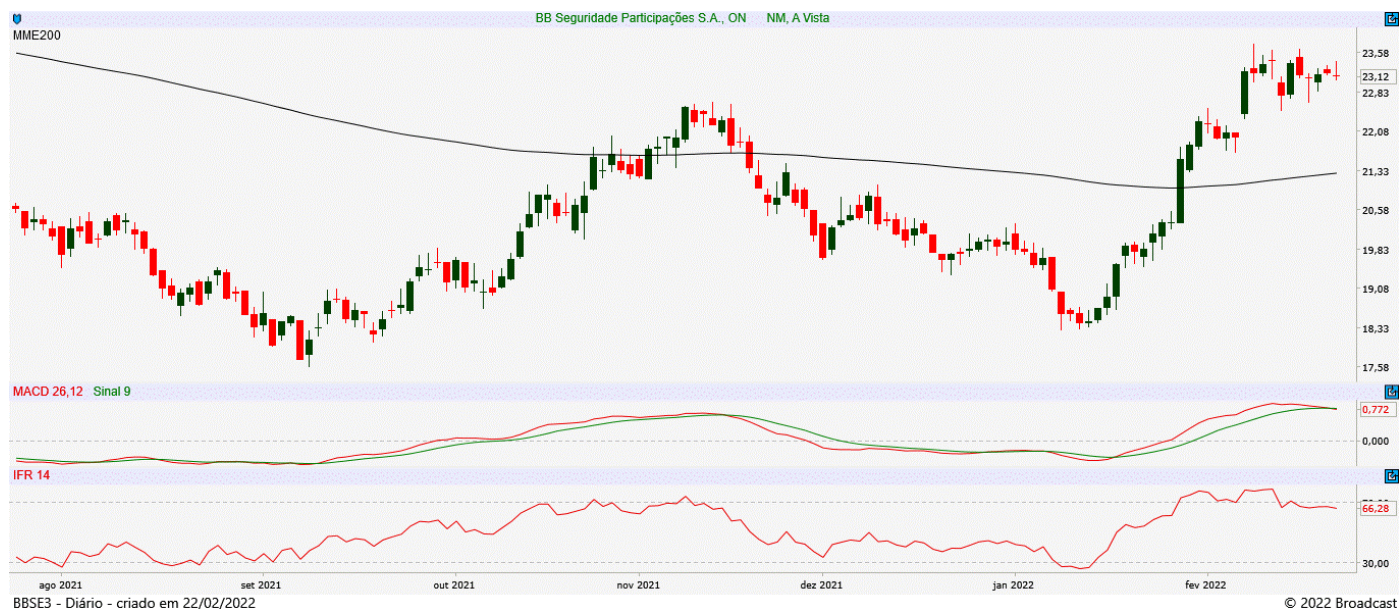 BB Seguridade Participações S.A., ON NM, A Vista
MME200
23,58
23,12
22,83
22,08
21,33
20,58
19,83
19,08
18,33
17,58
MACD 26,12 Sinal 9
0,772
0,000
IFR 14
66,28
30,00
ago 2021 set 2021 out 2021 nov 2021 dez 2021 jan 2022 fev 2022
BBSE3 - Diário - criado em 22/02/2022 © 2022 Broadcast